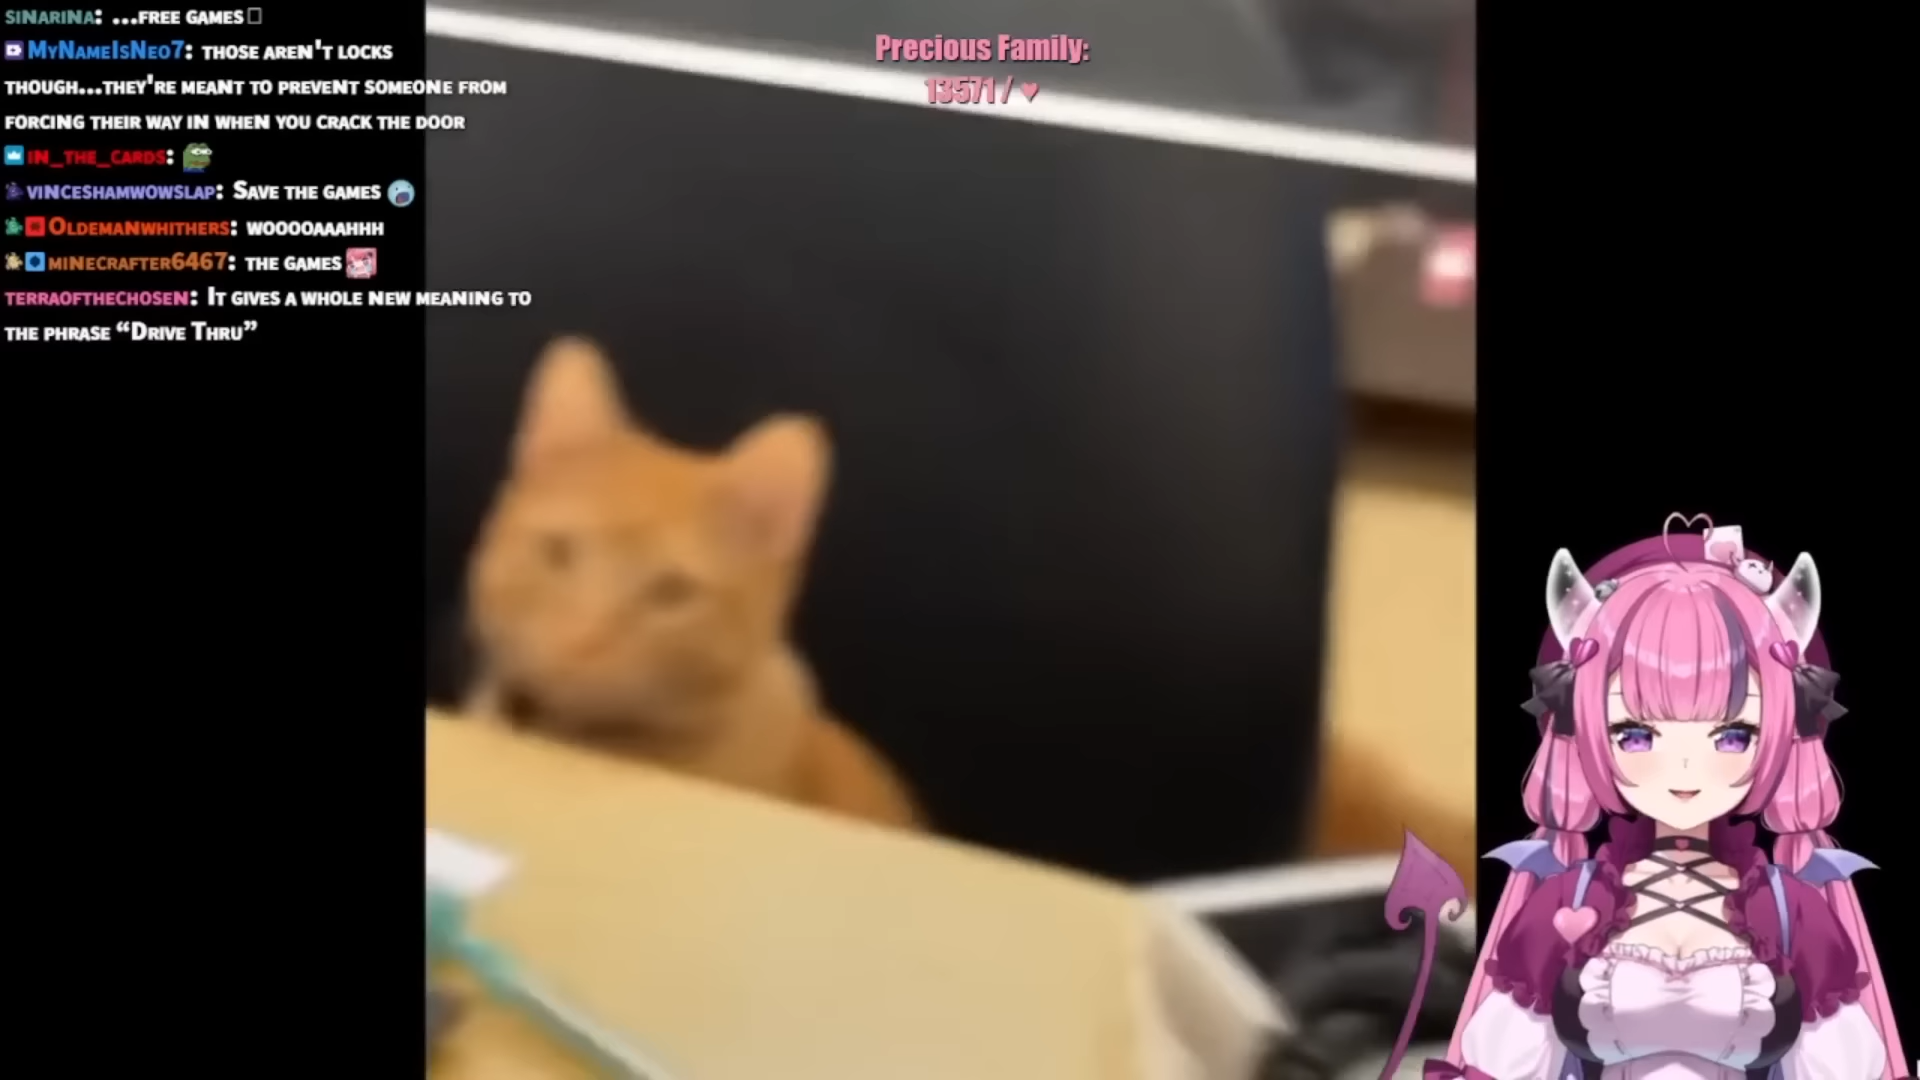 SINARINA: ...FREE GAMES
MYNAMEISNEO7: THOSE AREN'T LOCKS
THOUGH...THEY'RE MEANT TO PREVENT SOMEONE FROM
FORCING THEIR WAY IN WHEN YOU CRACK THE DOOR
IN_THE_CARDS:
VINCESHAMWOWSLAP: SAVE THE GAMES
OLDEMANWHITHERS: WOOOOAAAHHH
MINECRAFTER6467: THE GAMES
TERRAOFTHECHOSEN: IT GIVES A WHOLE NEW MEANING TO
THE PHRASE “DRIVE THRU”
Precious Family:
13571 / ♥